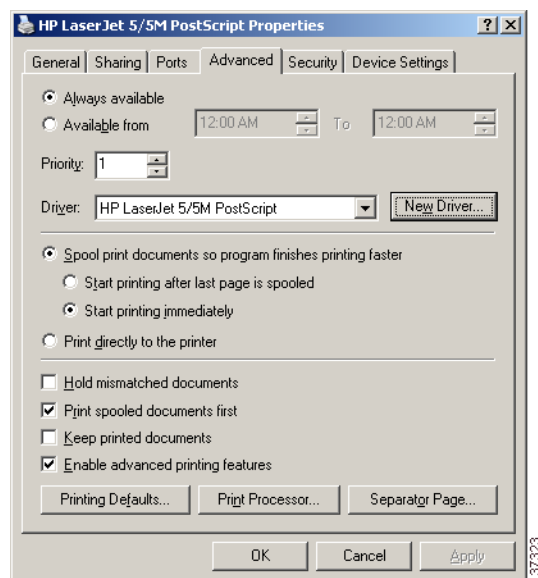 HP LaserJet 5/5M PostScript Properties
General Sharing Ports Advanced Security Device Settings
Always available
Available from 12:00 AM To 12:00 AM
Priority: 1
Driver: HP LaserJet 5/5M PostScript New Driver...
Spool print documents so program finishes printing faster
Start printing after last page is spooled
Start printing immediately
Print directly to the printer
Hold mismatched documents
Print spooled documents first
Keep printed documents
Enable advanced printing features
Printing Defaults... Print Processor... Separator Page...
OK Cancel Apply
37323